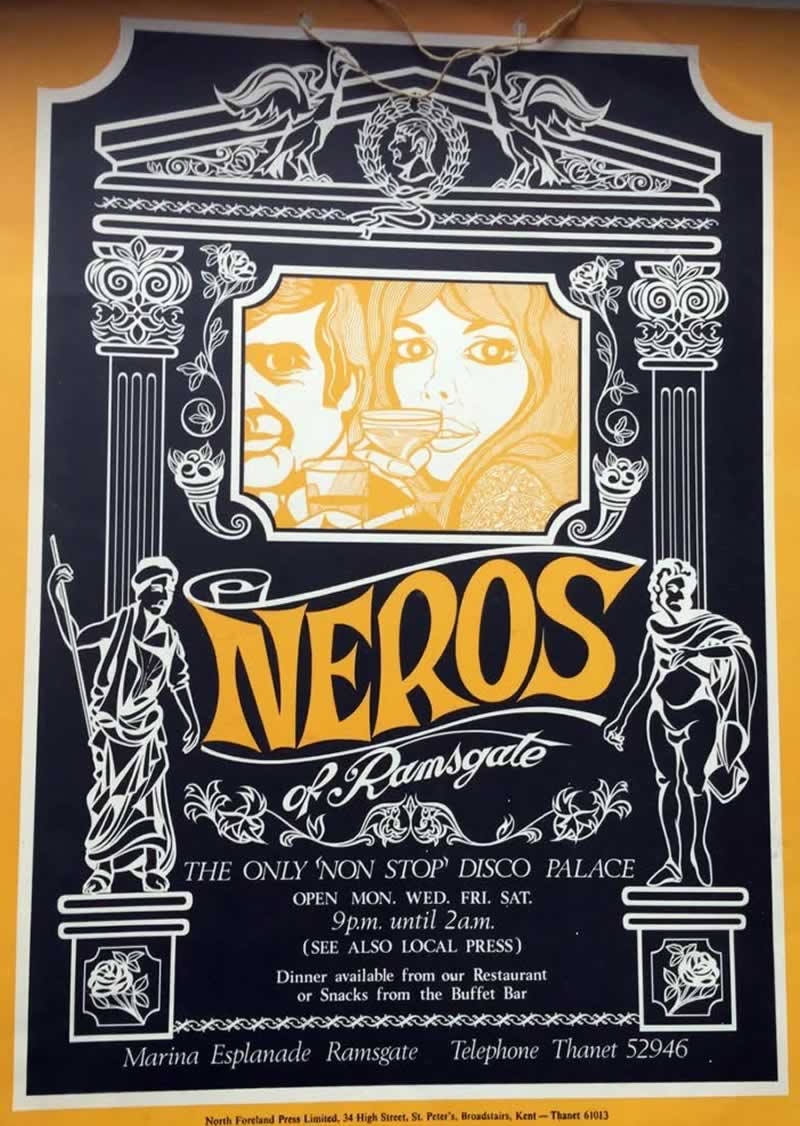 NEROS
of Ramsgate
THE ONLY 'NON STOP' DISCO PALACE
OPEN MON. WED. FRI. SAT.
9p.m. until 2a.m.
(SEE ALSO LOCAL PRESS)
Dinner available from our Restaurant
or Snacks from the Buffet Bar
Marina Esplanade Ramsgate Telephone Thanet 52946
North Foreland Press Limited, 34 High Street, St. Peter's, Broadstairs, Kent — Thanet 61013